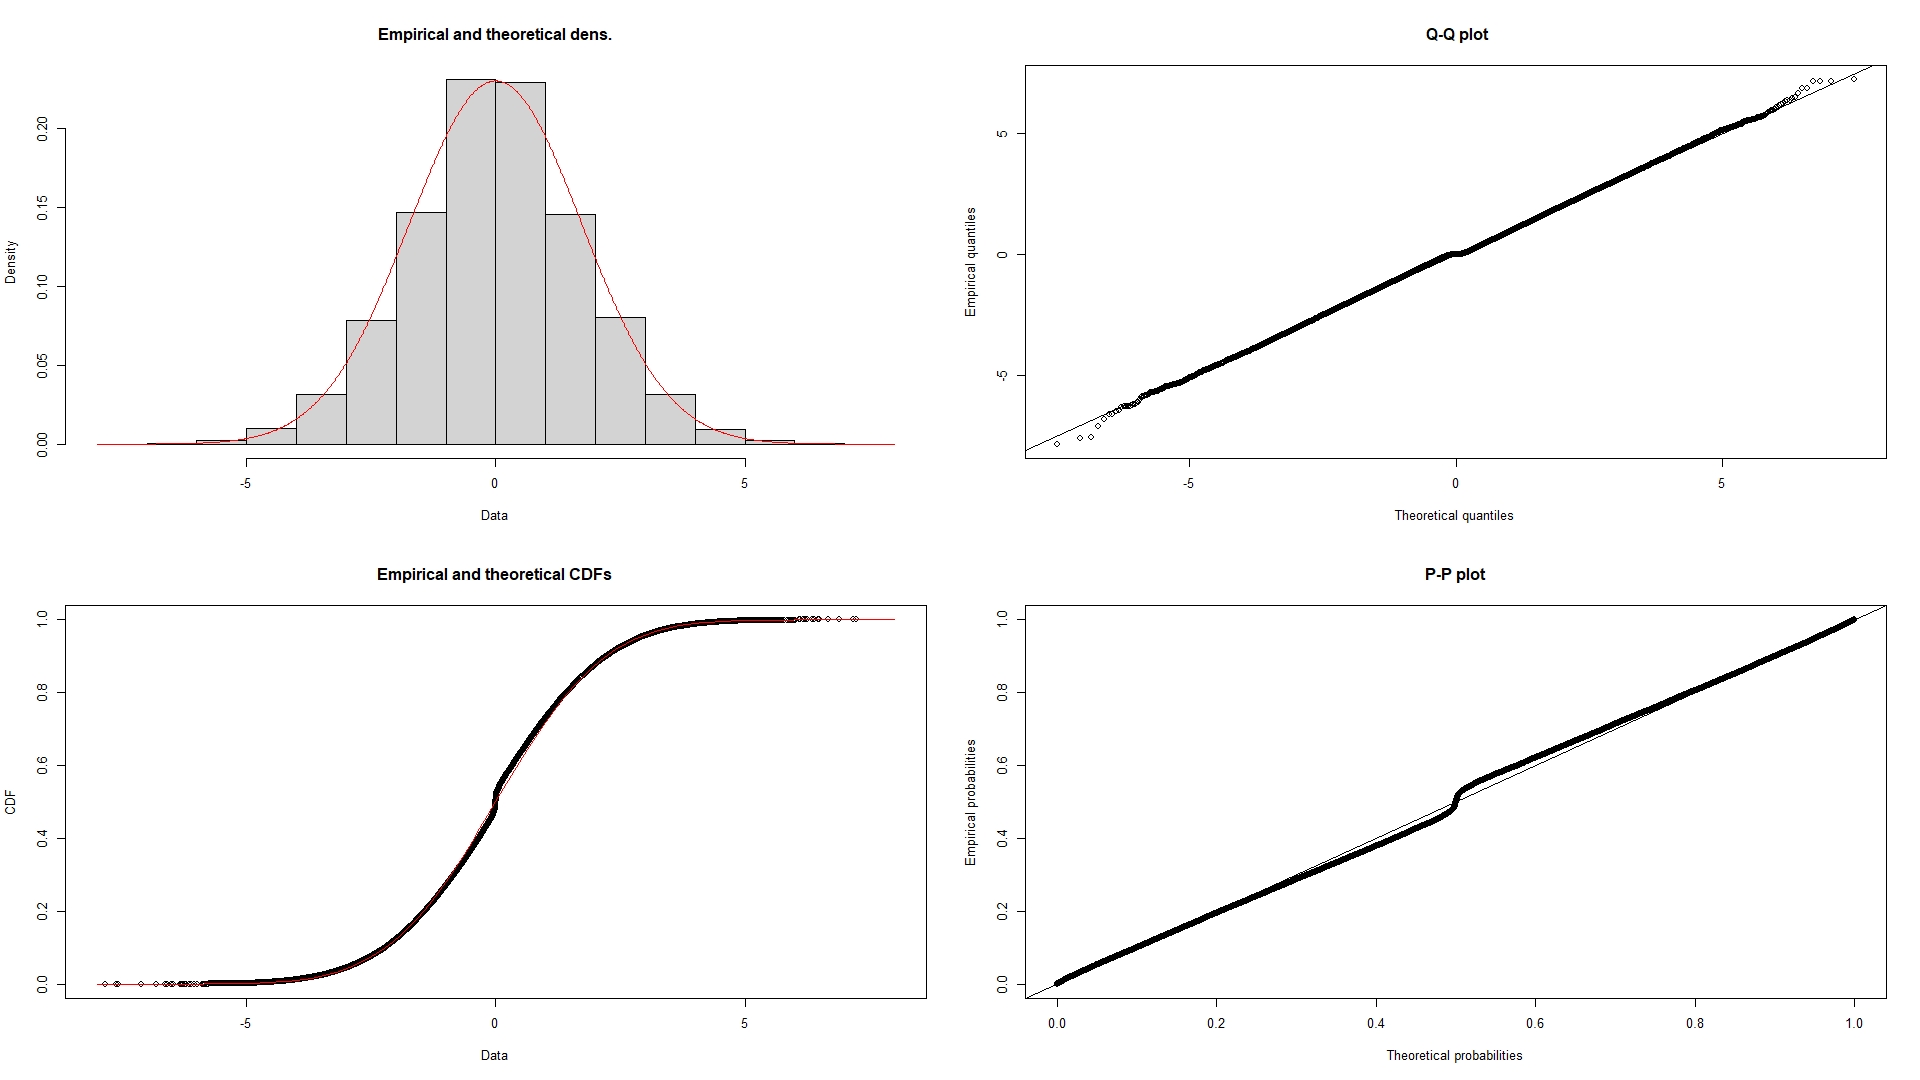 Empirical and theoretical dens.
Density
0.00 0.05 0.10 0.15 0.20
-5 0 5
Data
Q-Q plot
Empirical quantiles
-5 0 5
-5 0 5
Theoretical quantiles
Empirical and theoretical CDFs
CDF
0.0 0.2 0.4 0.6 0.8 1.0
-5 0 5
Data
P-P plot
Empirical probabilities
0.0 0.2 0.4 0.6 0.8 1.0
0.0 0.2 0.4 0.6 0.8 1.0
Theoretical probabilities